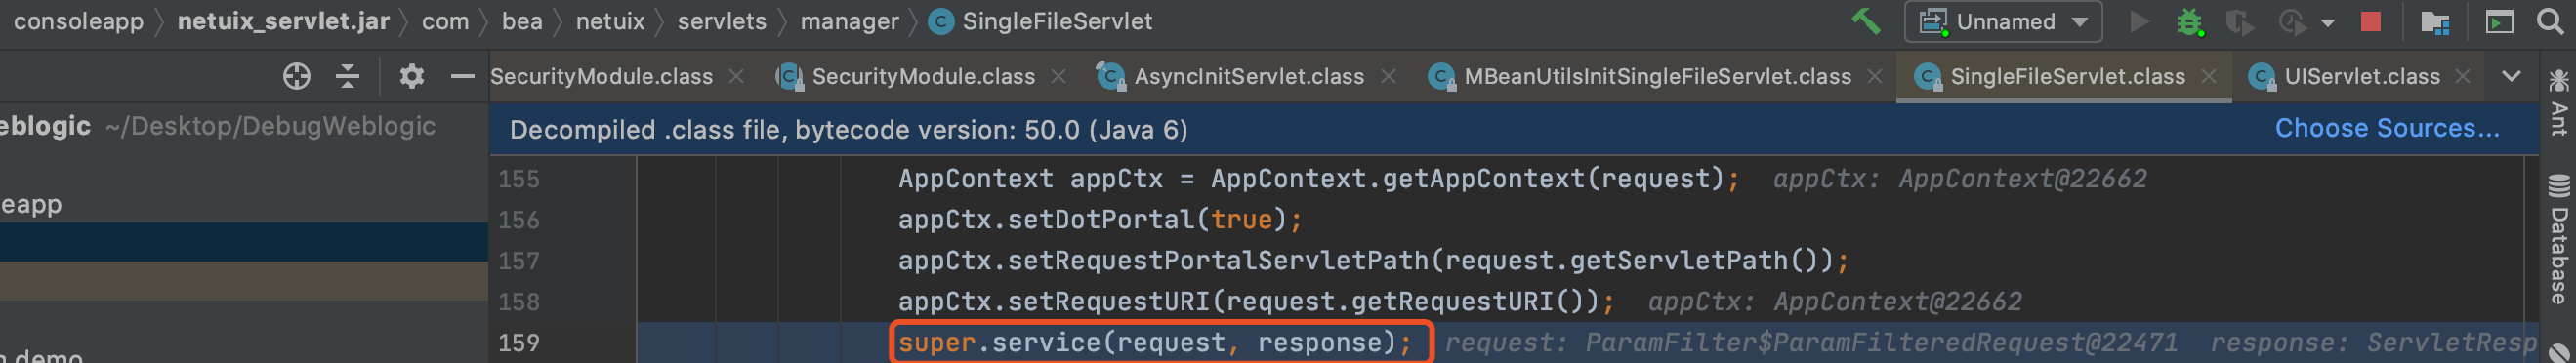 consoleapp netuix_servlet.jar com bea netuix servlets manager SingleFileServlet Unnamed
SecurityModule.class SecurityModule.class AsyncInitServlet.class MBeanUtilsInitSingleFileServlet.class SingleFileServlet.class UIServlet.class
Ant
eblogic ~/Desktop/DebugWeblogic
Decompiled .class file, bytecode version: 50.0 (Java 6) Choose Sources...
155 AppContext appCtx = AppContext.getAppContext(request); appCtx: AppContext@22662
eapp
156 appCtx.setDotPortal(true);
157 appCtx.setRequestPortalServletPath(request.getServletPath());
Database
158 appCtx.setRequestURI(request.getRequestURI()); appCtx: AppContext@22662
159 super.service(request, response); request: ParamFilter$ParamFilteredRequest@22471 response: ServletResp
demo